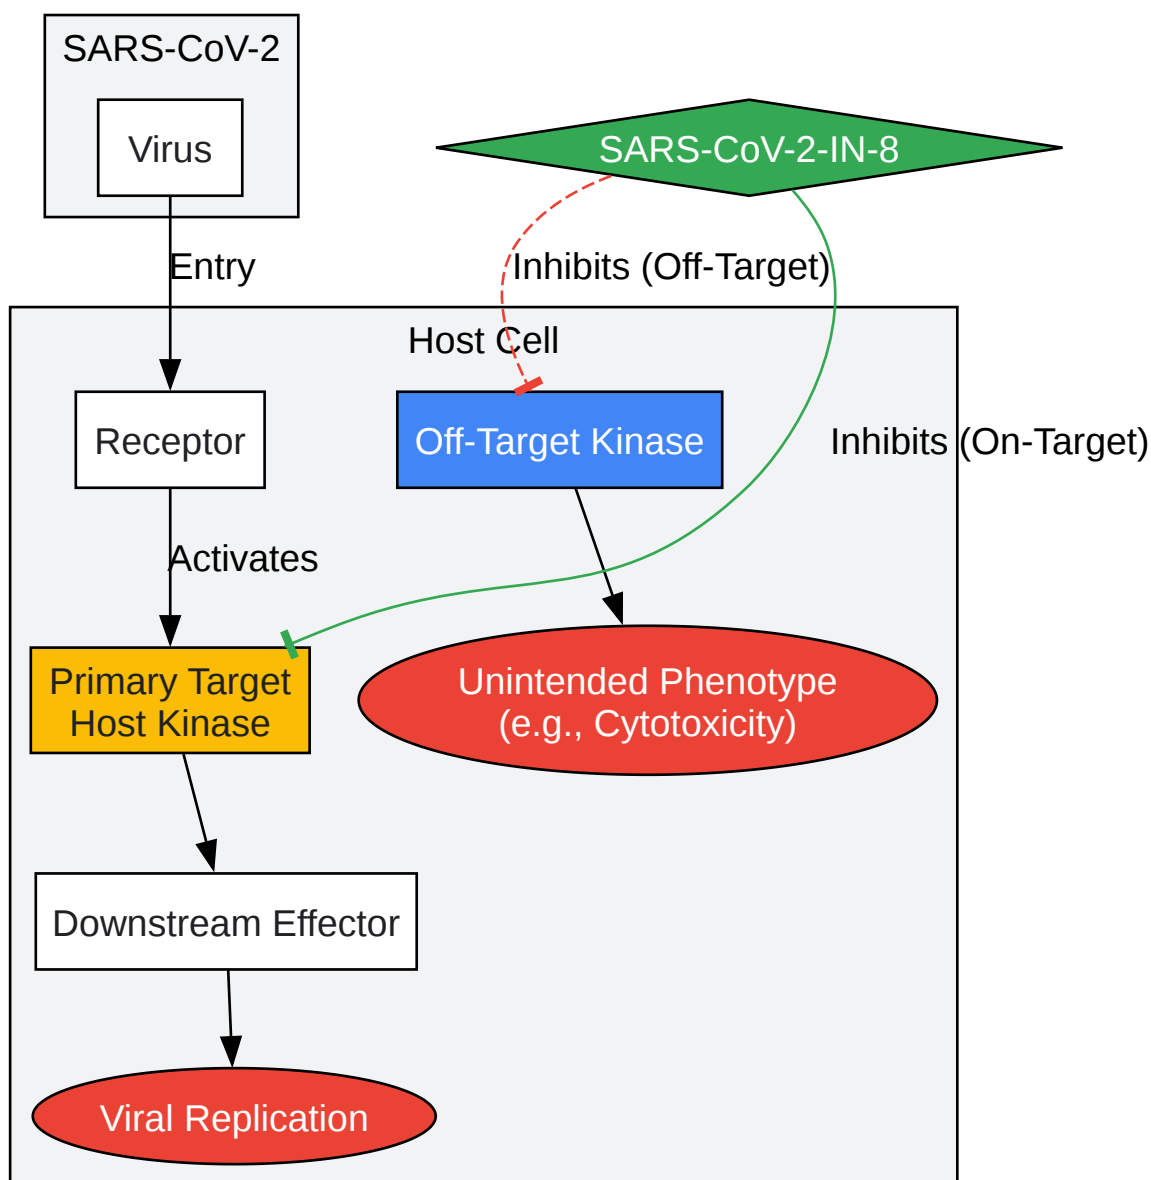 SARS-CoV-2
Virus
SARS-CoV-2-IN-8
Entry
Inhibits (Off-Target)
Host Cell
Receptor
Off-Target Kinase
Inhibits (On-Target)
Activates
Primary Target
Host Kinase
Unintended Phenotype
(e.g., Cytotoxicity)
Downstream Effector
Viral Replication